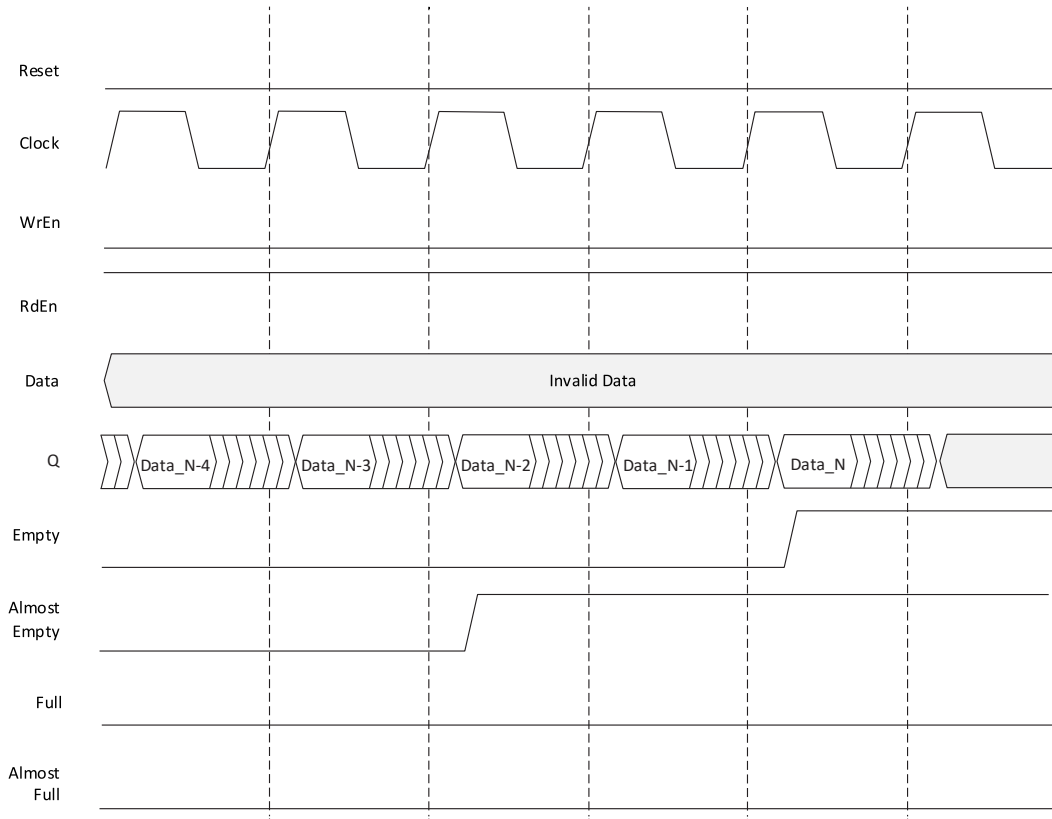 Reset
Clock
WrEn
RdEn
Data
Invalid Data
Q
Data_N-4
Data_N-3
Data_N-2
Data_N-1
Data_N
Empty
Almost
Empty
Full
Almost
Full